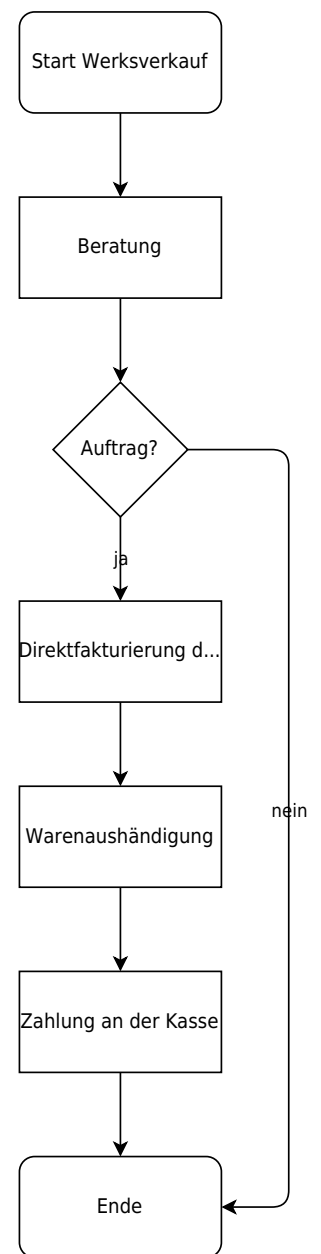 Start Werksverkauf
Beratung
Auftrag?
ja
Direktfakturierung d...
nein
Warenaushändigung
Zahlung an der Kasse
Ende